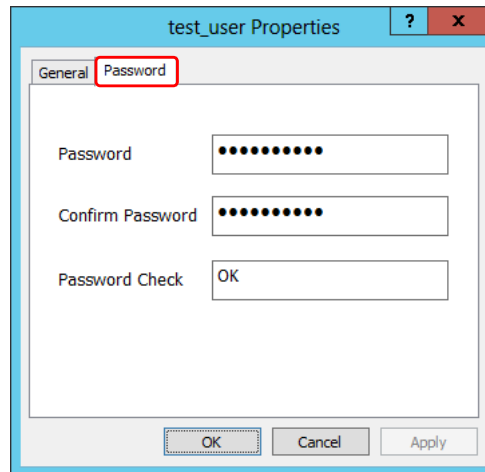 test_user Properties
? x
General Password
Password ●●●●●●●●●●
Confirm Password ●●●●●●●●●●
Password Check OK
OK Cancel Apply